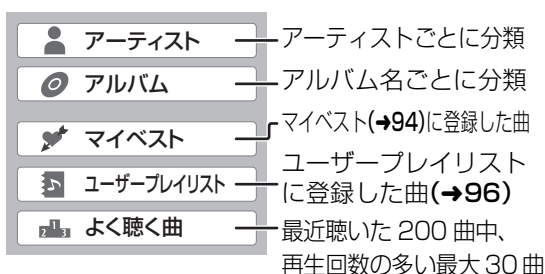 アーティスト
アーティストごとに分類
アルバム
アルバム名ごとに分類
マイベスト
マイベスト(➔94)に登録した曲
ユーザープレイリスト
ユーザープレイリスト
に登録した曲(➔96)
よく聴く曲
最近聴いた 200 曲中、
再生回数の多い最大 30 曲